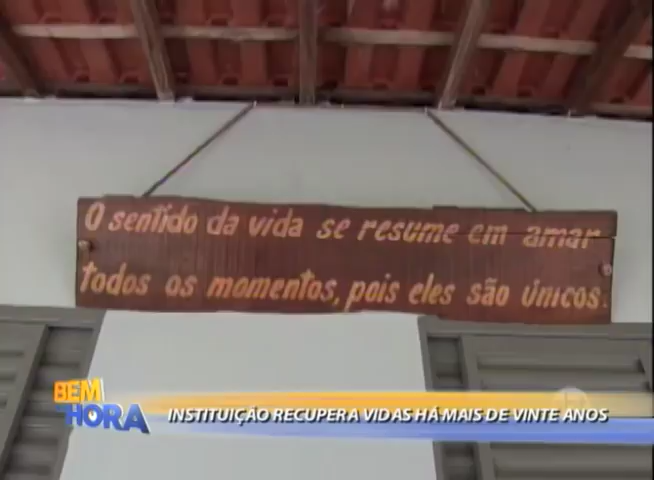 O sentido da vida se resume em amar
todos os momentos, pois eles são únicos.
BEM
NHORA
INSTITUIÇÃO RECUPERA VIDAS HÁ MAIS DE VINTE ANOS